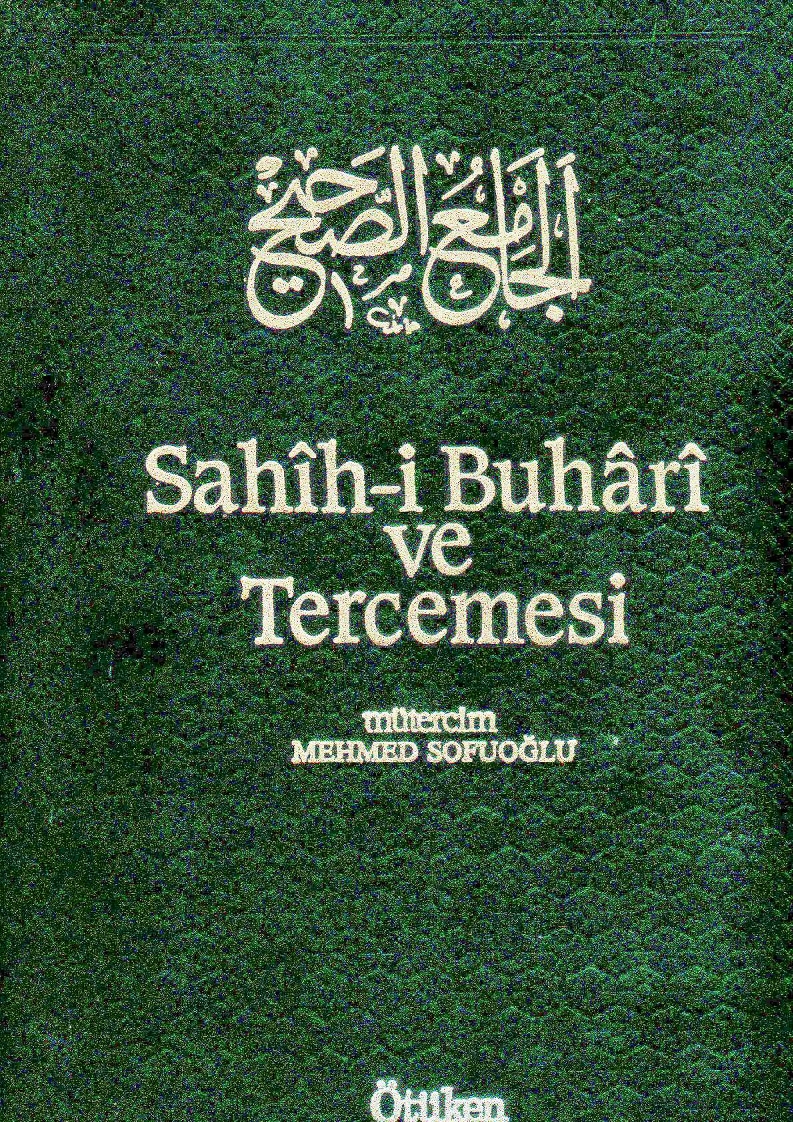 الجامع الصحيح
Sahîh-i Buhârî
ve
Tercemesi
mütercim
MEHMED SOFUOĞLU
Ötüken